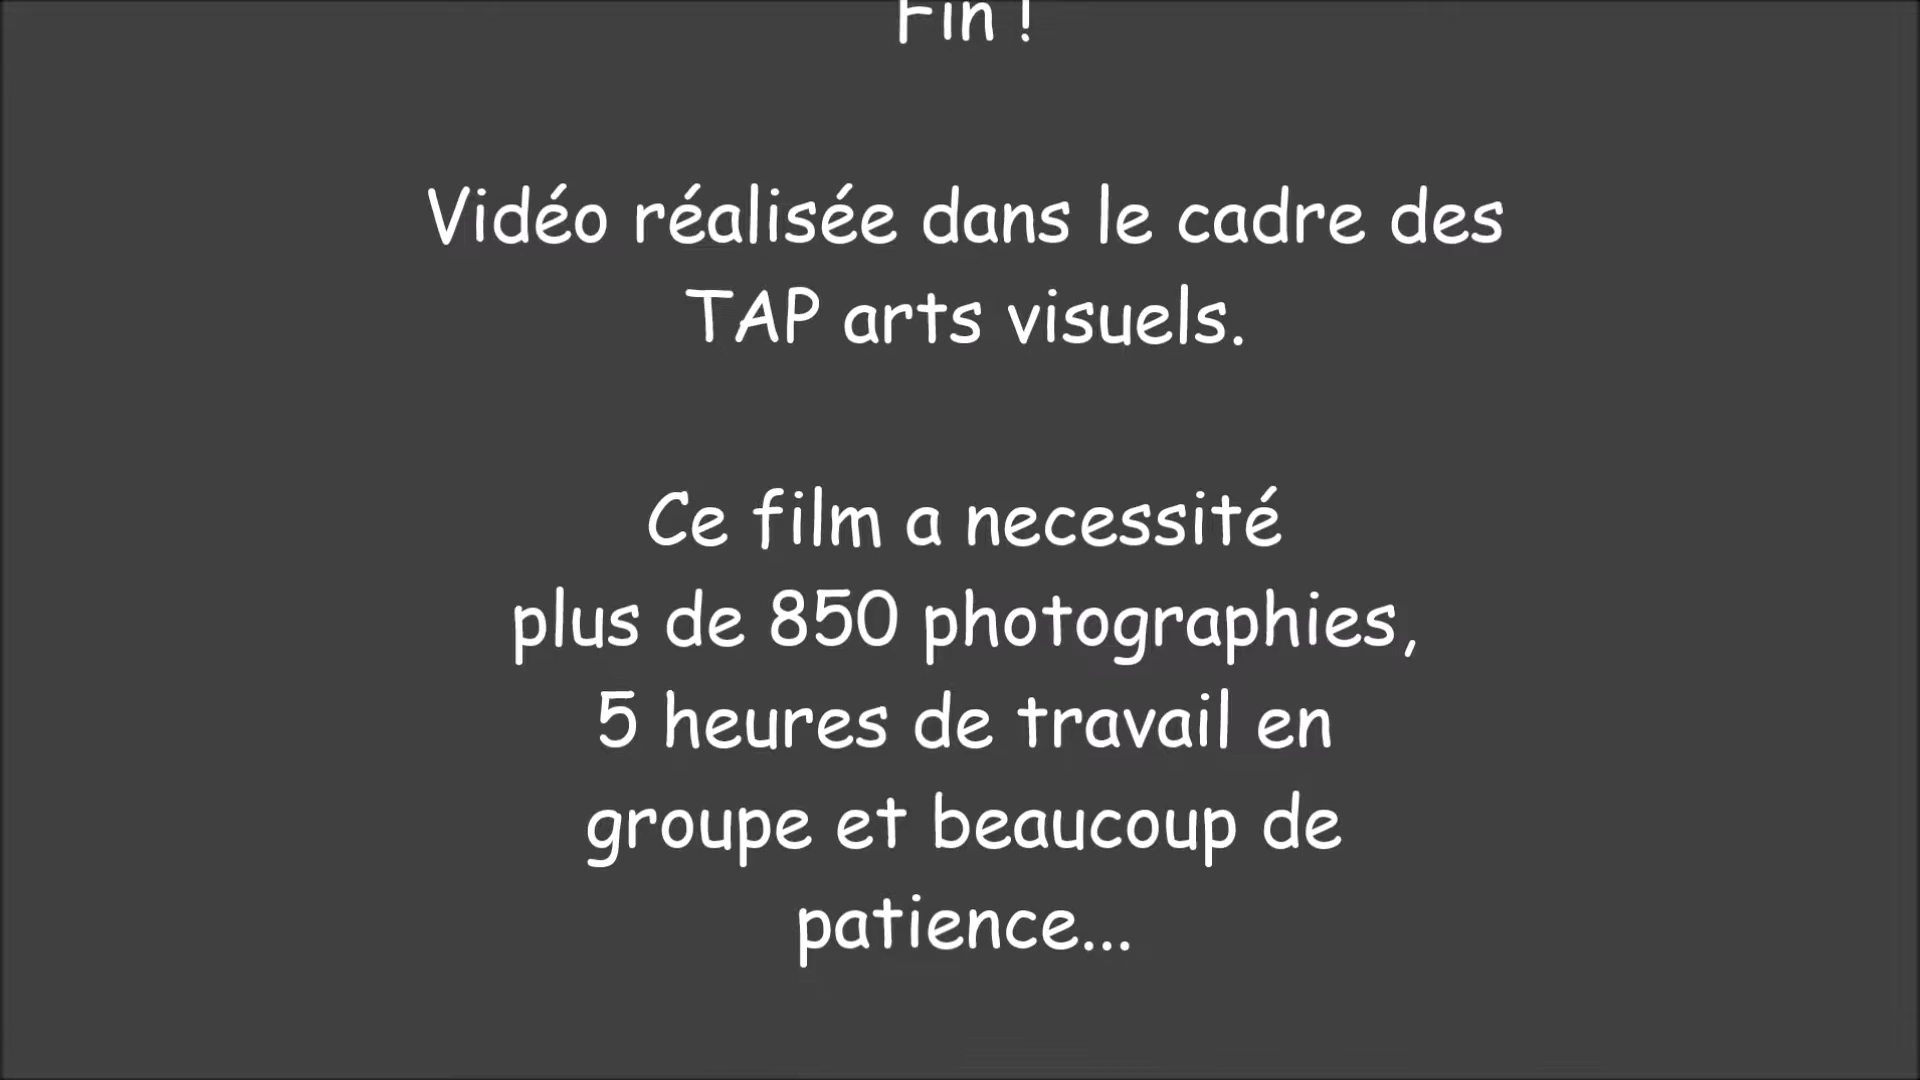 Fin !
Vidéo réalisée dans le cadre des
TAP arts visuels.
Ce film a necessité
plus de 850 photographies,
5 heures de travail en
groupe et beaucoup de
patience...